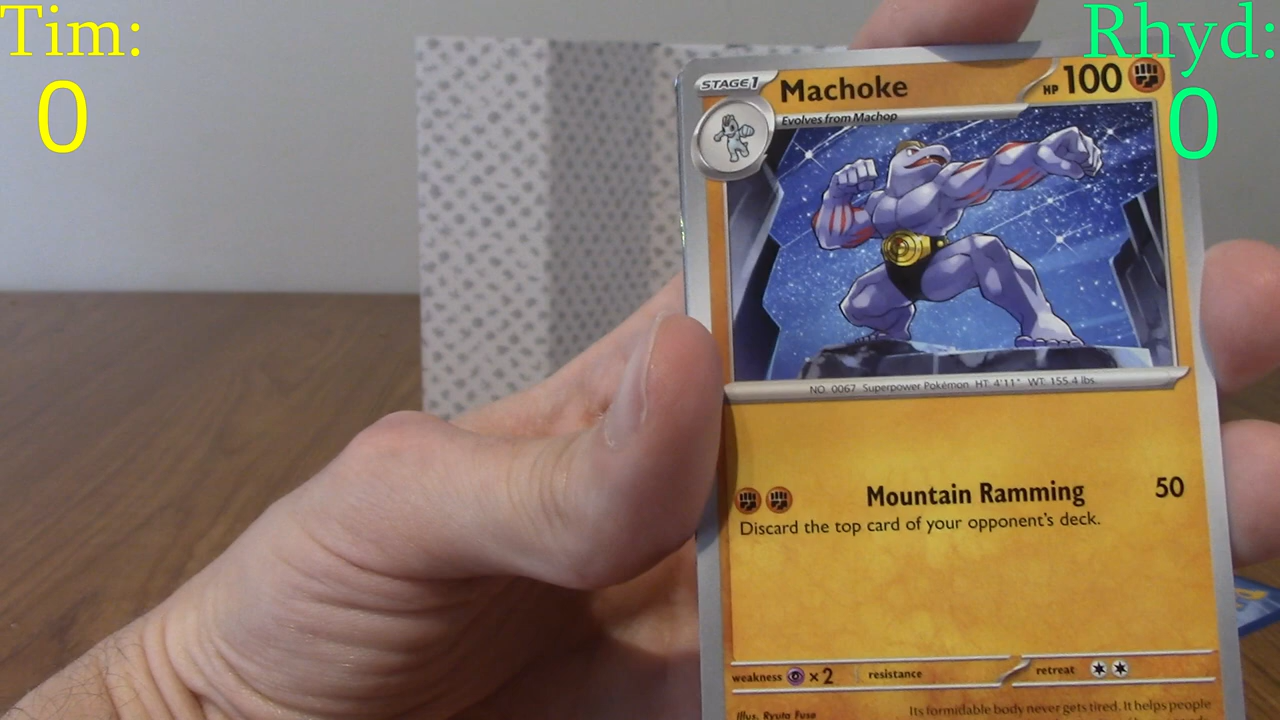 Tim:
0
Rhyd:
0
STAGE 1
Machoke
HP 100
Evolves from Machop
NO. 0067 Superpower Pokémon HT: 4'11" WT: 155.4 lbs.
Mountain Ramming 50
Discard the top card of your opponent's deck.
weakness ×2 resistance retreat
Illus. Ryuta Fuse
Its formidable body never gets tired. It helps people